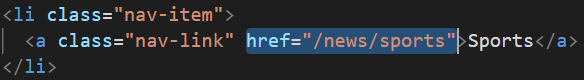 <li class="nav-item">
<a class="nav-link" href="/news/sports">Sports</a>
</li>